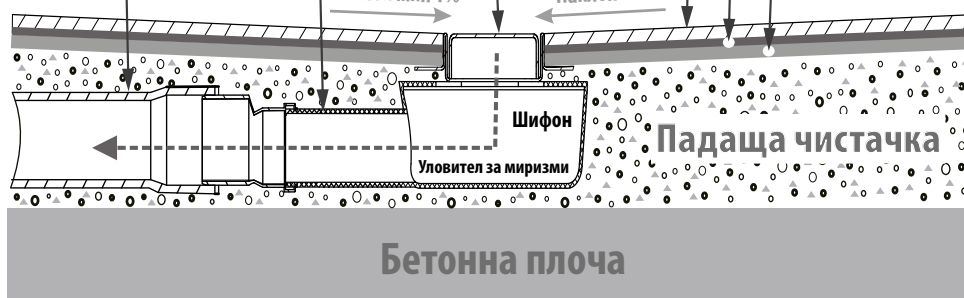 Шифон
Уловител за миризми
Падаща чистачка
Бетонна плоча